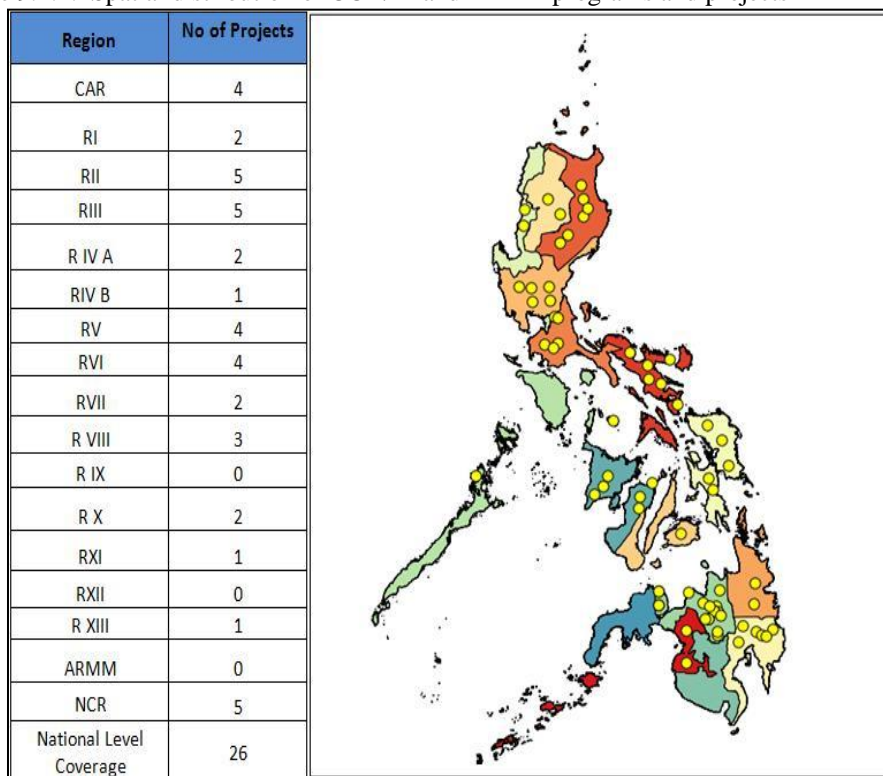 Region No of Projects
CAR 4
RI 2
RII 5
RIII 5
R IV A 2
RIV B 1
RV 4
RVI 4
RVII 2
R VIII 3
R IX 0
R X 2
RXI 1
RXII 0
R XIII 1
ARMM 0
NCR 5
National Level
Coverage 26